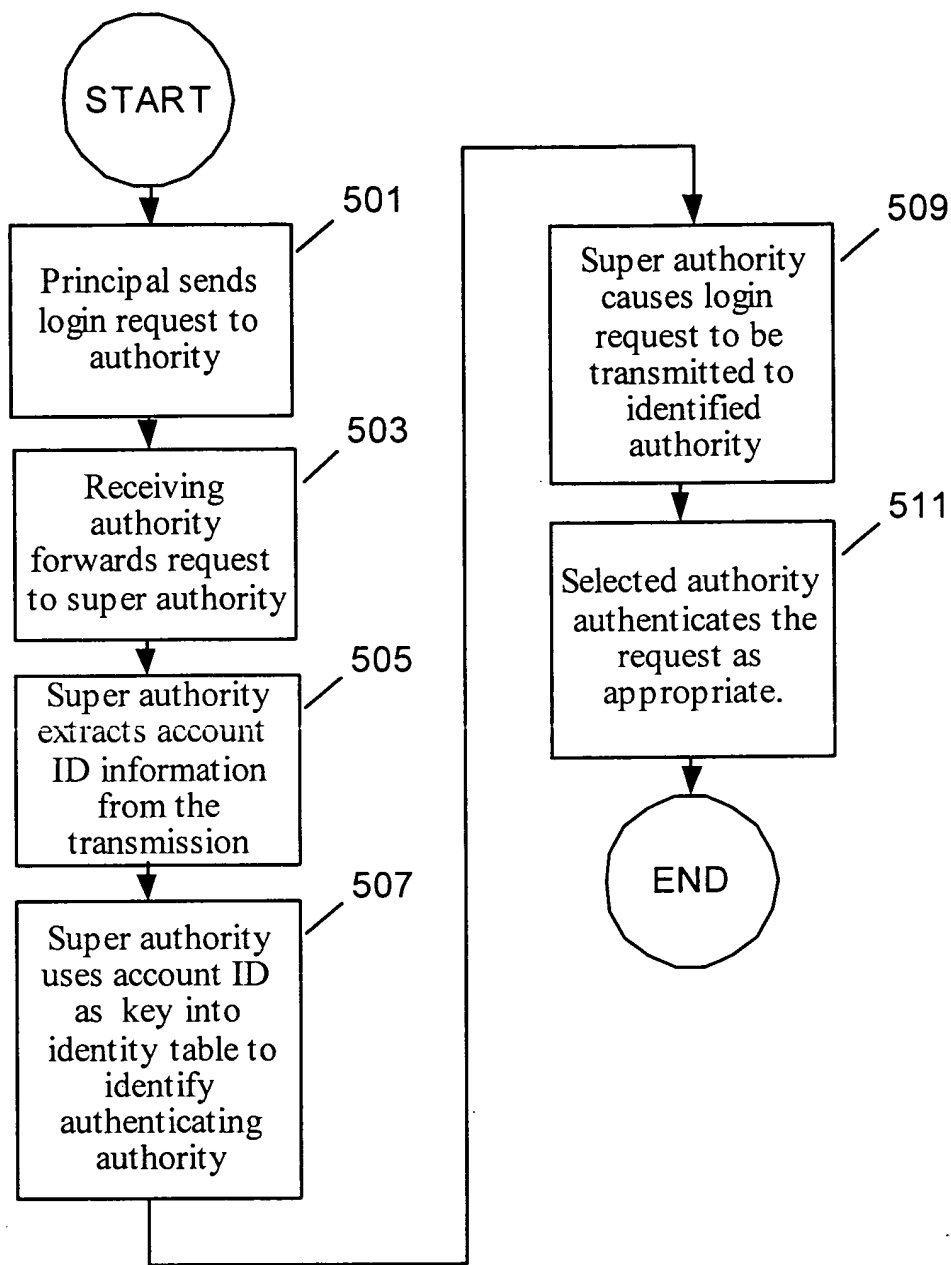 START
501
Principal sends
login request to
authority
503
Receiving
authority
forwards request
to super authority
505
Super authority
extracts account
ID information
from the
transmission
507
Super authority
uses account ID
as key into
identity table to
identify
authenticating
authority
509
Super authority
causes login
request to be
transmitted to
identified
authority
511
Selected authority
authenticates the
request as
appropriate.
END